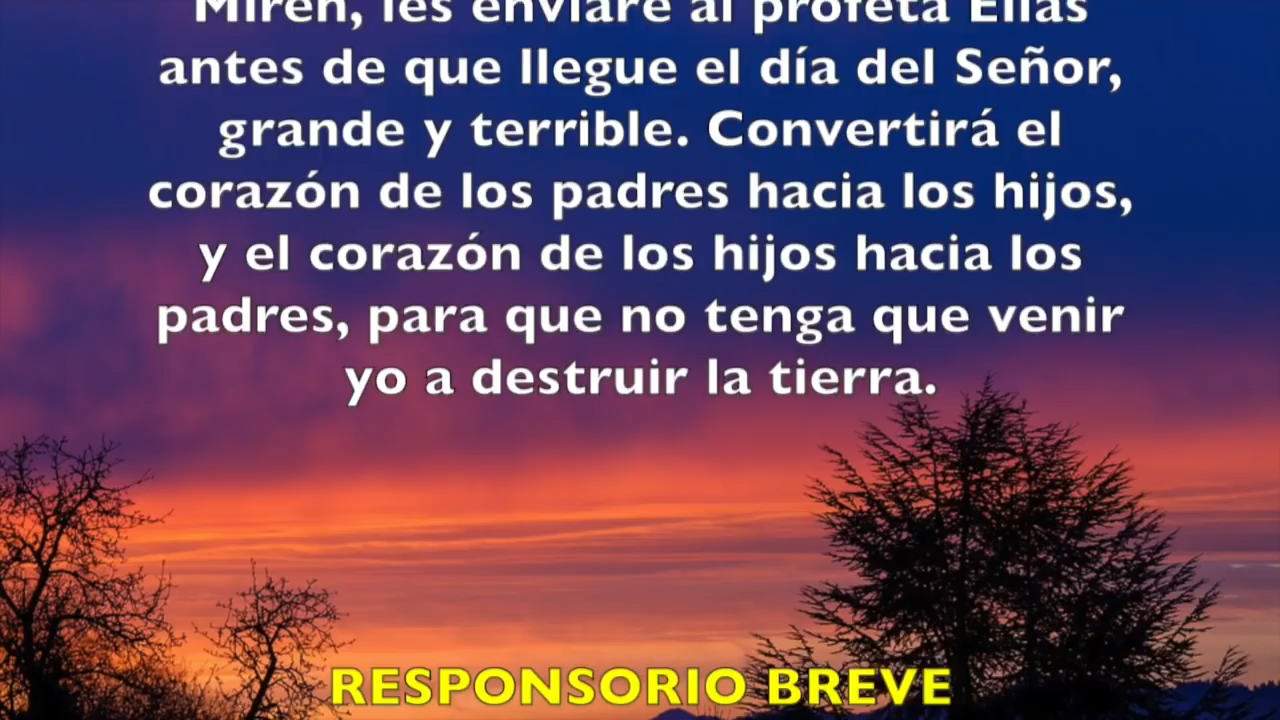 Miren, les enviaré al profeta Elías
antes de que llegue el día del Señor,
grande y terrible. Convertirá el
corazón de los padres hacia los hijos,
y el corazón de los hijos hacia los
padres, para que no tenga que venir
yo a destruir la tierra.
RESPONSORIO BREVE